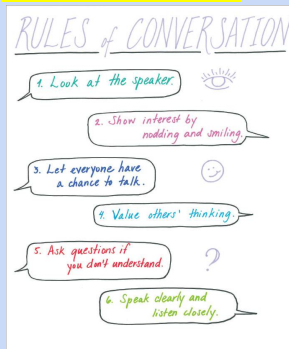 RULES of CONVERSATION
1. Look at the speaker.
2. Show interest by
nodding and smiling.
3. Let everyone have
a chance to talk.
4. Value others' thinking.
5. Ask questions if
you don't understand.
?
6. Speak clearly and
listen closely.